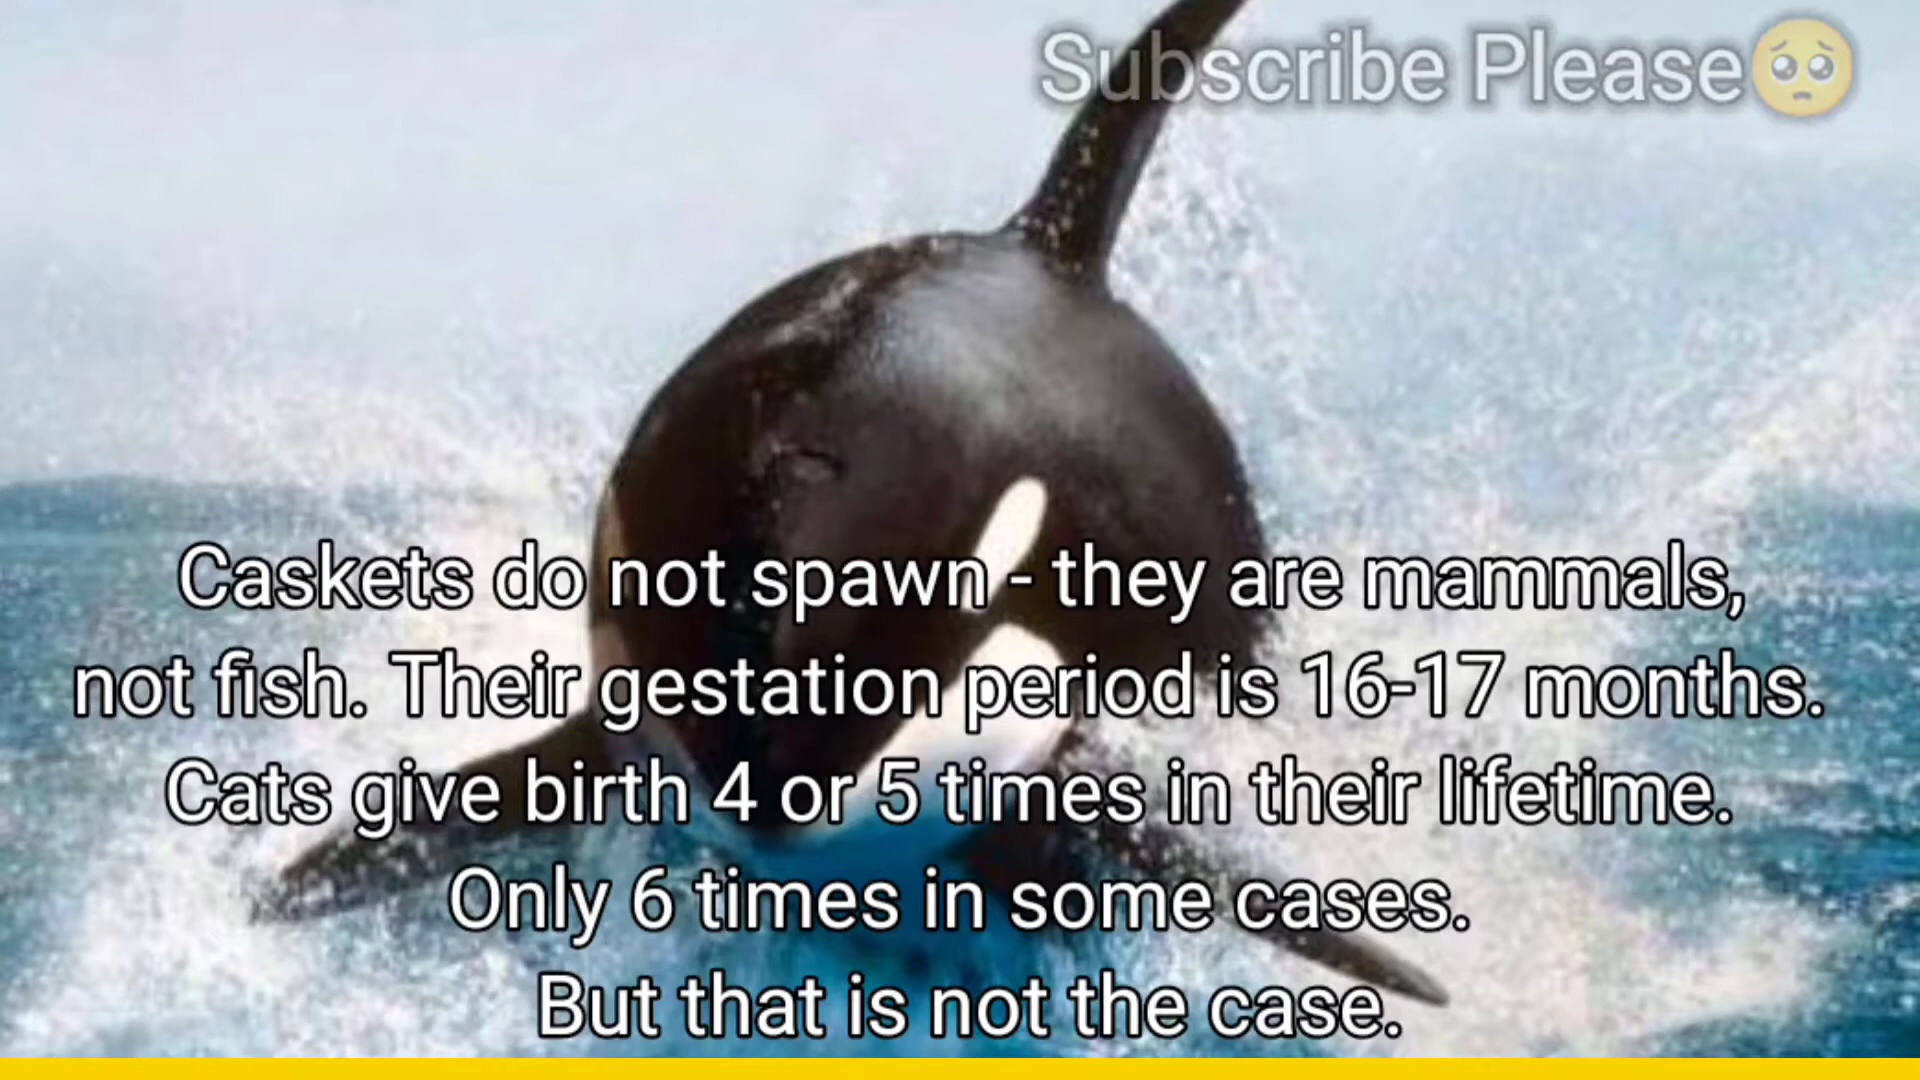 Subscribe Please🥺
Caskets do not spawn - they are mammals,
not fish. Their gestation period is 16-17 months.
Cats give birth 4 or 5 times in their lifetime.
Only 6 times in some cases.
But that is not the case.